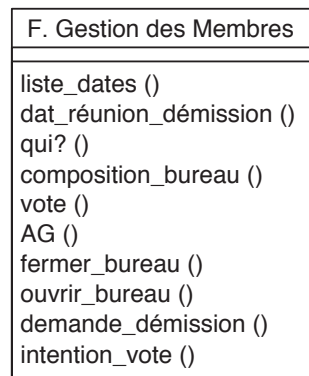 F. Gestion des Membres
liste_dates ()
dat_réunion_démission ()
qui? ()
composition_bureau ()
vote ()
AG ()
fermer_bureau ()
ouvrir_bureau ()
demande_démission ()
intention_vote ()